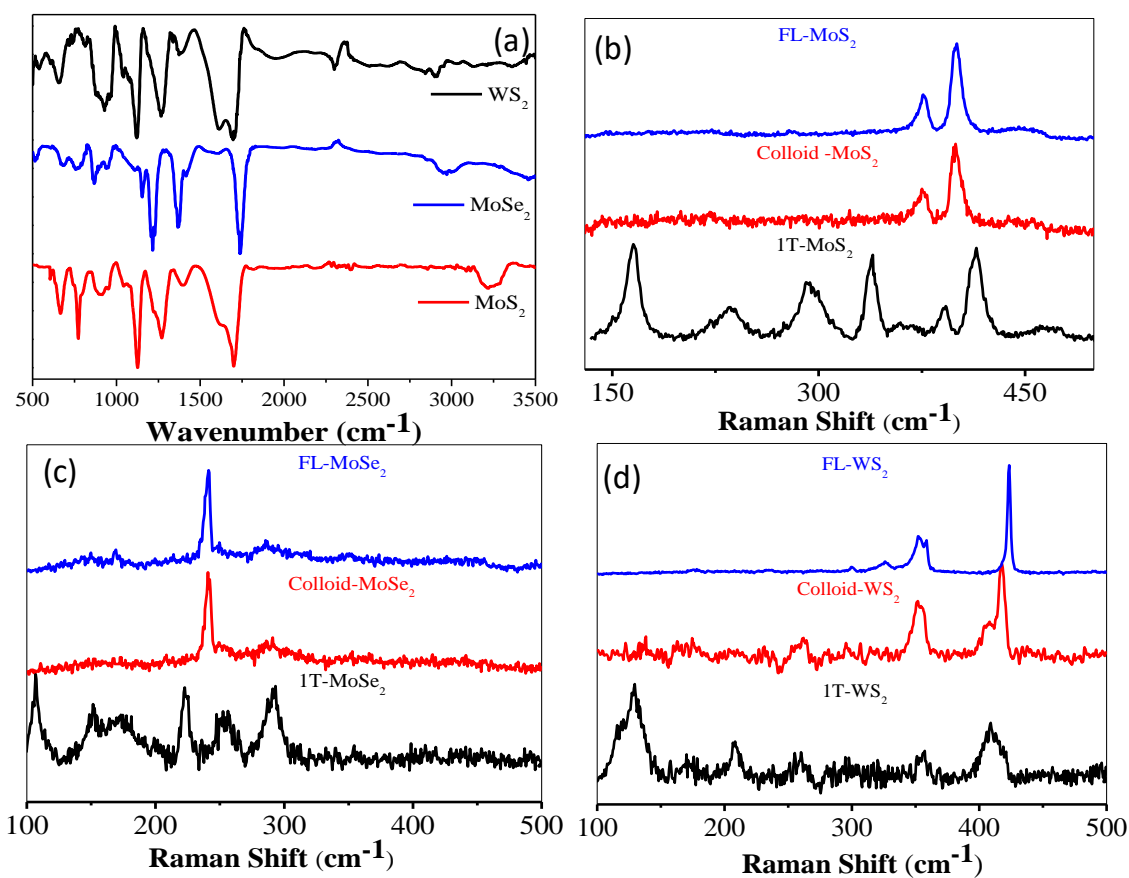 (a)
WS₂
MoSe₂
MoS₂
500 1000 1500 2000 2500 3000 3500
Wavenumber (cm⁻¹)
(b)
FL-MoS₂
Colloid -MoS₂
1T-MoS₂
150 300 450
Raman Shift (cm⁻¹)
(c)
FL-MoSe₂
Colloid-MoSe₂
1T-MoSe₂
100 200 300 400 500
Raman Shift (cm⁻¹)
(d)
FL-WS₂
Colloid-WS₂
1T-WS₂
100 200 300 400 500
Raman Shift (cm⁻¹)